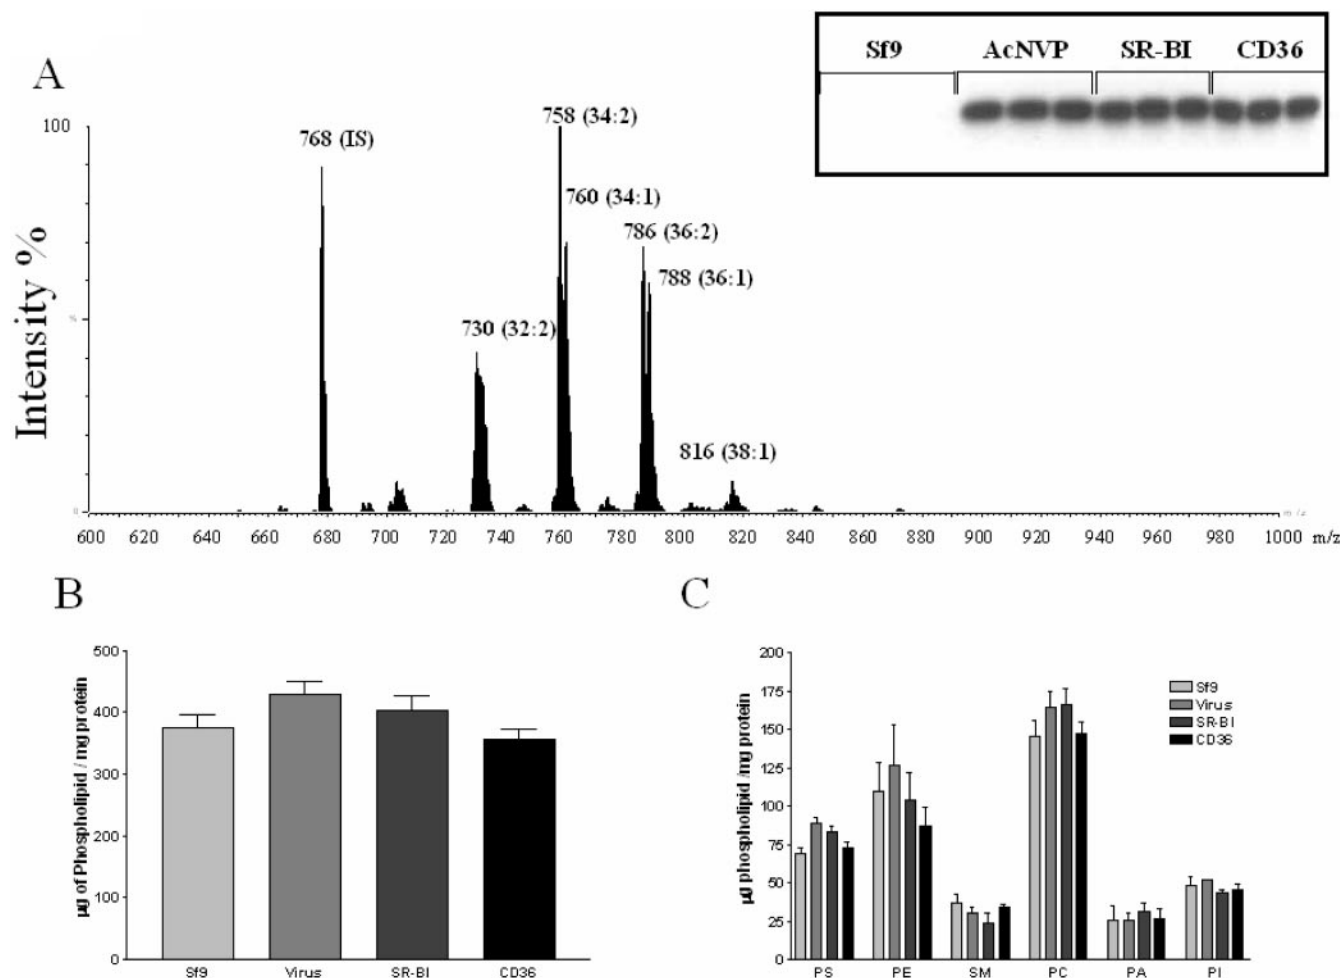 A
Sf9 AcNVP SR-BI CD36
Intensity %
100
%
0
768 (IS)
730 (32:2)
758 (34:2)
760 (34:1)
786 (36:2)
788 (36:1)
816 (38:1)
m/z
600 620 640 660 680 700 720 740 760 780 800 820 840 860 880 900 920 940 960 980 1000 m/z
B
µg of Phospholipid / mg protein
500
400
300
200
100
0
Sf9 Virus SR-BI CD36
C
µg phospholipid /mg protein
200
175
150
125
100
75
50
25
0
Sf9
Virus
SR-BI
CD36
PS PE SM PC PA PI